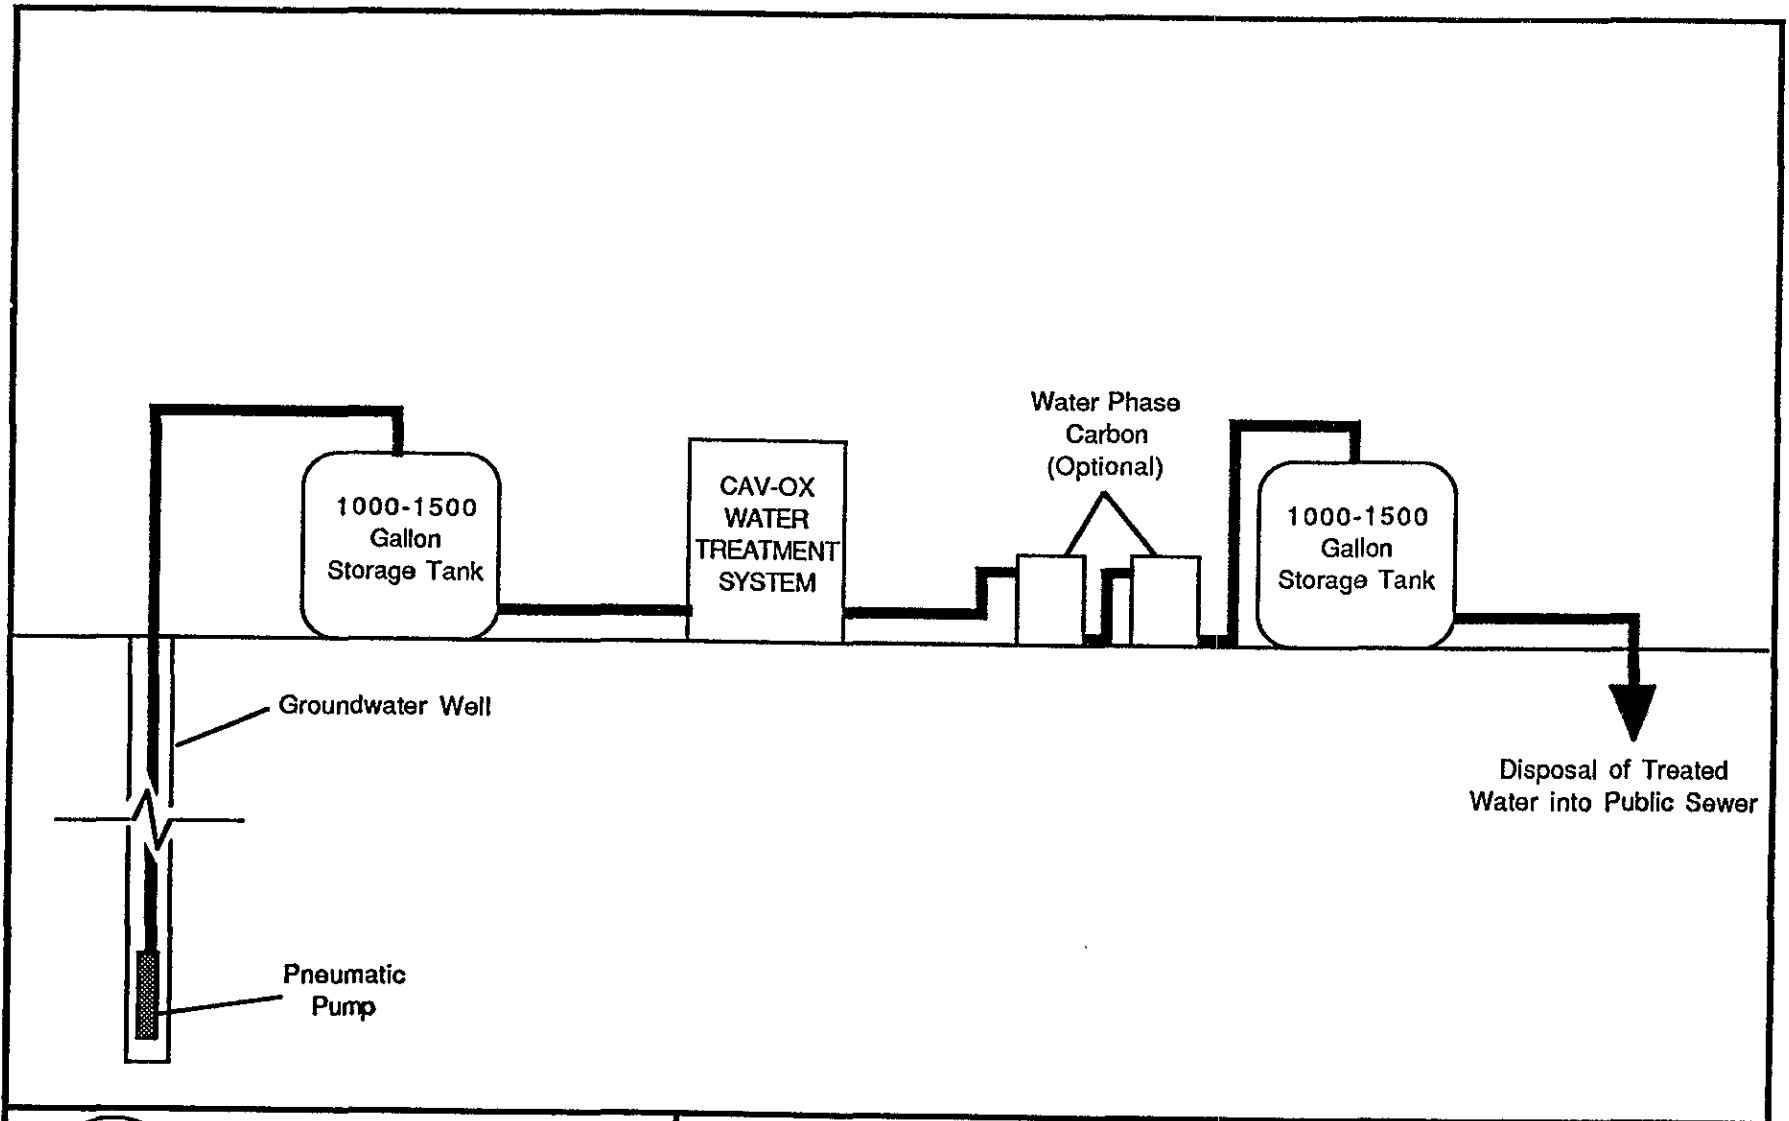 Water Phase
Carbon
(Optional)
1000-1500
Gallon
Storage Tank
CAV-OX
WATER
TREATMENT
SYSTEM
1000-1500
Gallon
Storage Tank
Groundwater Well
Disposal of Treated
Water into Public Sewer
Pneumatic
Pump